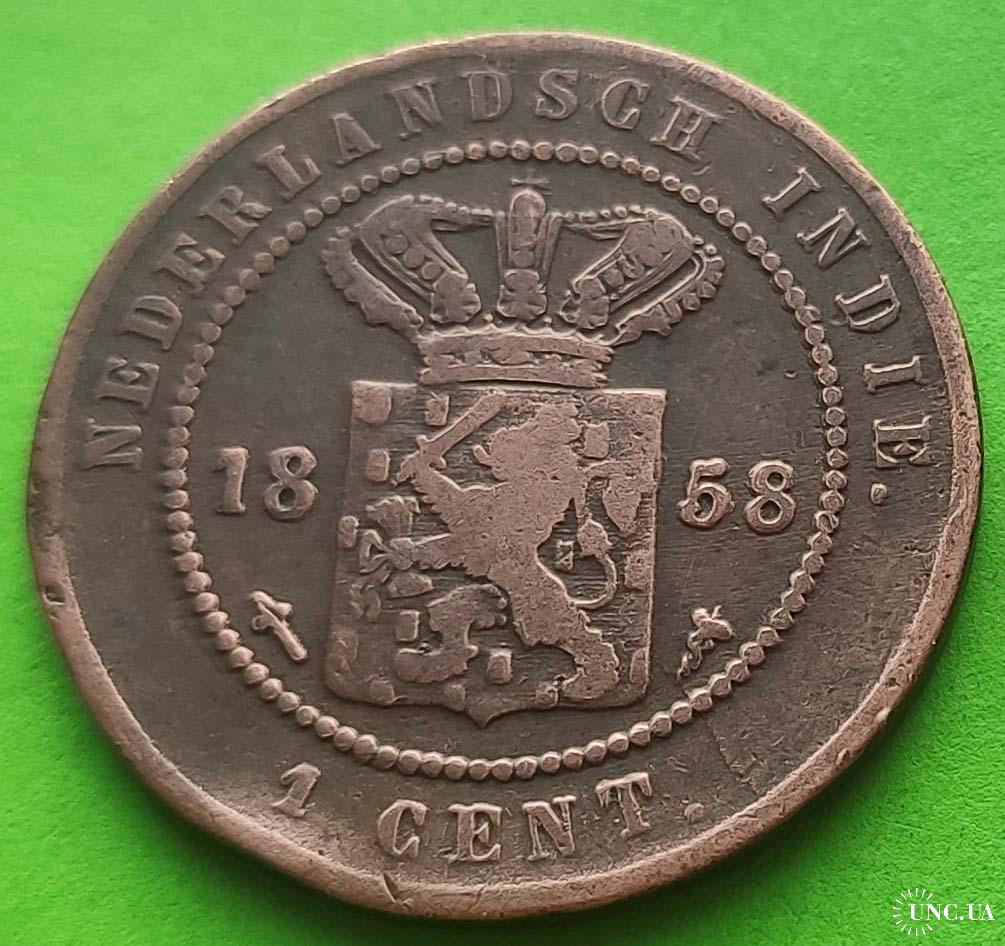 NEDERLANDSCH INDIE.
18 58
1 CENT.
UNC.UA